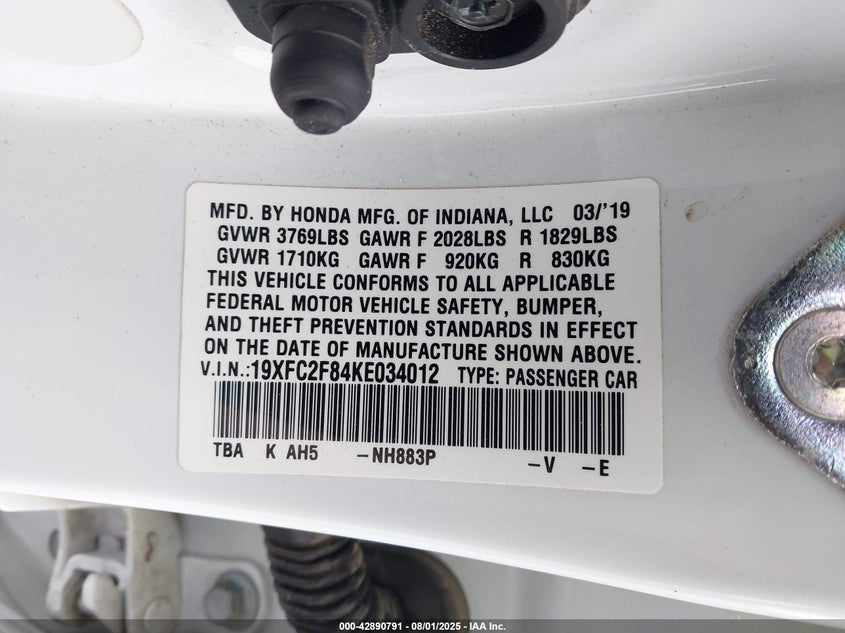 MFD. BY HONDA MFG. OF INDIANA, LLC 03/'19
GVWR 3769LBS GAWR F 2028LBS R 1829LBS
GVWR 1710KG GAWR F 920KG R 830KG
THIS VEHICLE CONFORMS TO ALL APPLICABLE
FEDERAL MOTOR VEHICLE SAFETY, BUMPER,
AND THEFT PREVENTION STANDARDS IN EFFECT
ON THE DATE OF MANUFACTURE SHOWN ABOVE.
V.I.N.:19XFC2F84KE034012 TYPE: PASSENGER CAR
TBA K AH5 -NH883P -V -E
000-42890791 - 08/01/2025 - IAA Inc.